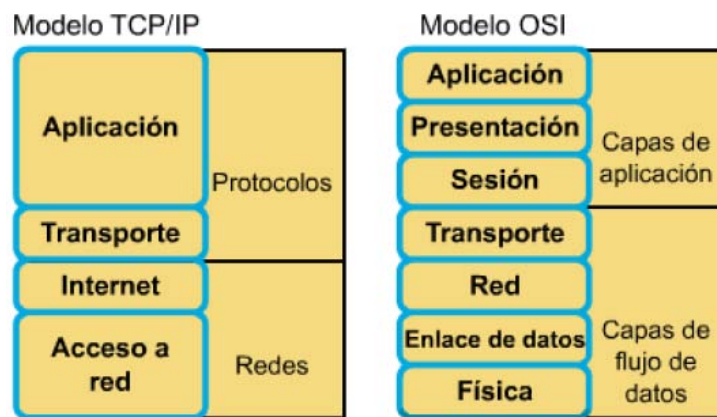 Modelo TCP/IP
Aplicación
Transporte
Internet
Acceso a
red
Protocolos
Redes
Modelo OSI
Aplicación
Presentación
Sesión
Transporte
Red
Enlace de datos
Física
Capas de
aplicación
Capas de
flujo de
datos